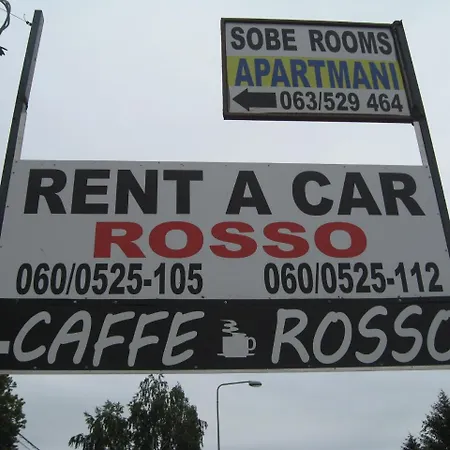 SOBE ROOMS
APARTMANI
063/529 464
RENT A CAR
ROSSO
060/0525-105 060/0525-112
-CAFFE ROSSO